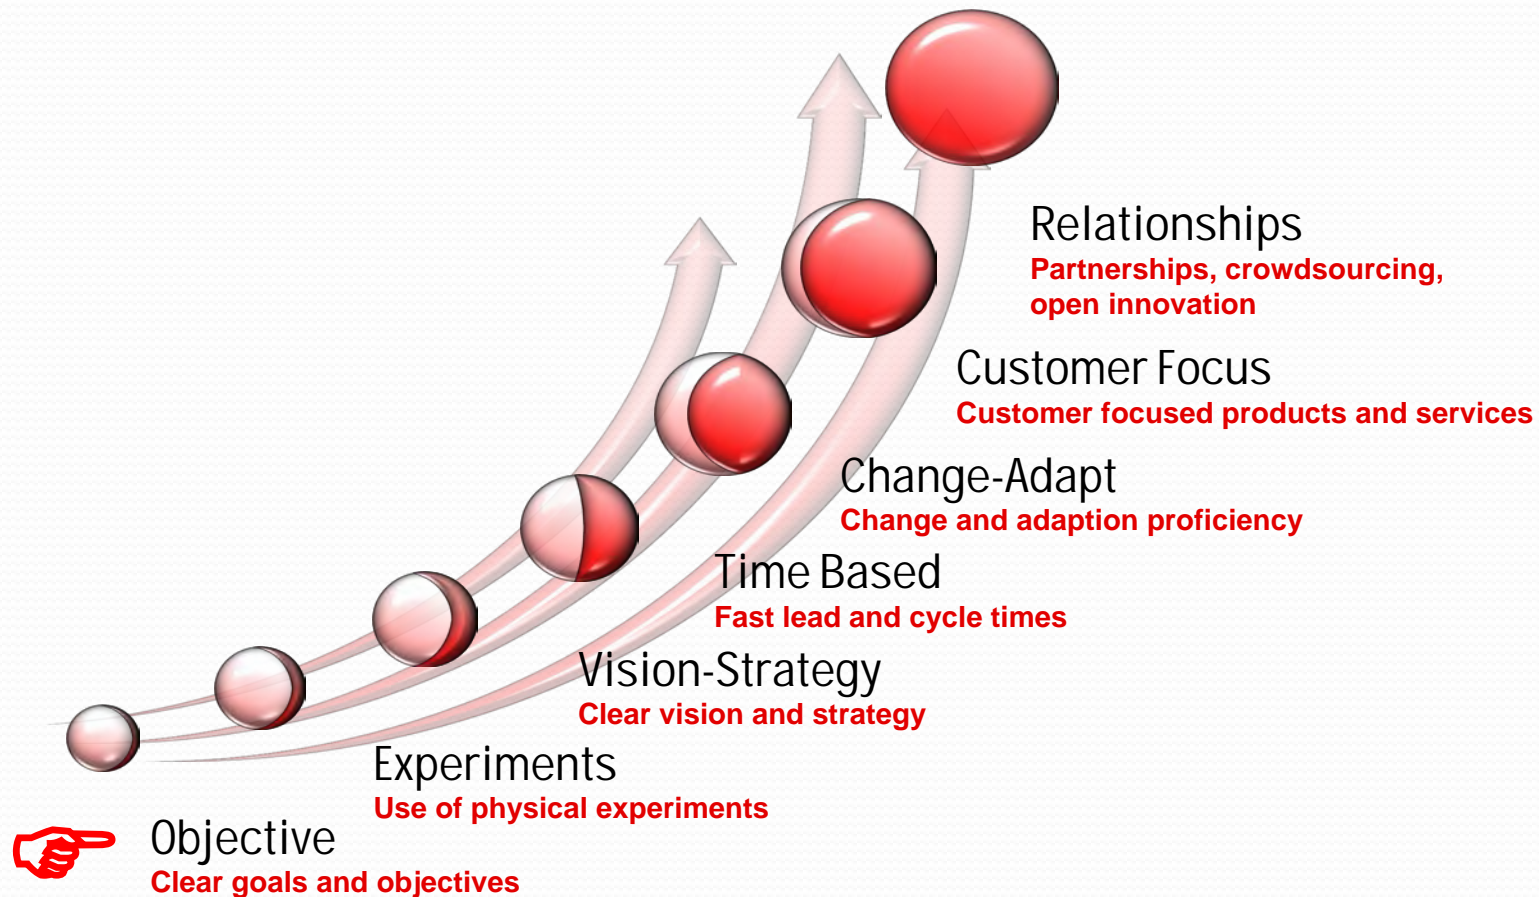 Relationships
Partnerships, crowdsourcing,
open innovation
Customer Focus
Customer focused products and services
Change-Adapt
Change and adaption proficiency
Time Based
Fast lead and cycle times
Vision-Strategy
Clear vision and strategy
Experiments
Use of physical experiments
Objective
Clear goals and objectives